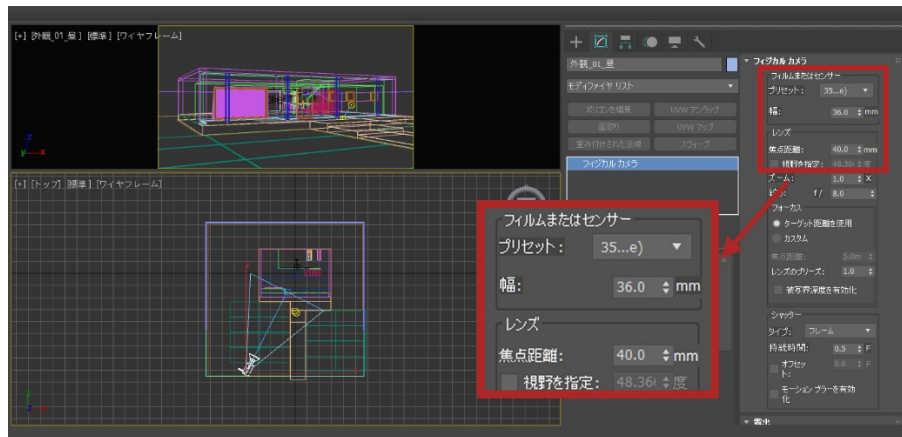 [+] [外観_01_昼] [標準] [ワイヤフレーム]
[+] [トップ] [標準] [ワイヤフレーム]
外観_01_昼
モディファイヤ リスト
ポリゴンを編集
UVW アンラップ
面取り
UVW マップ
重み付けされた法線
スウィープ
フィジカル カメラ
フィルムまたはセンサー
プリセット:
35...e)
幅:
36.0
mm
レンズ
焦点距離:
40.0
mm
視野を指定:
48.36
度
フィジカル カメラ
フィルムまたはセンサー
プリセット:
35...e)
幅:
36.0
mm
レンズ
焦点距離:
40.0
mm
視野を指定:
48.36
度
ズーム:
1.0
X
f/
8.0
フォーカス
ターゲット距離を使用
カスタム
焦点距離:
5.0m
レンズのブリーズ:
1.0
被写界深度を有効化
シャッター
タイプ:
フレーム
持続時間:
0.5
F
オフセット:
0.0
F
モーション ブラーを有効化
露出
z
x
y
x